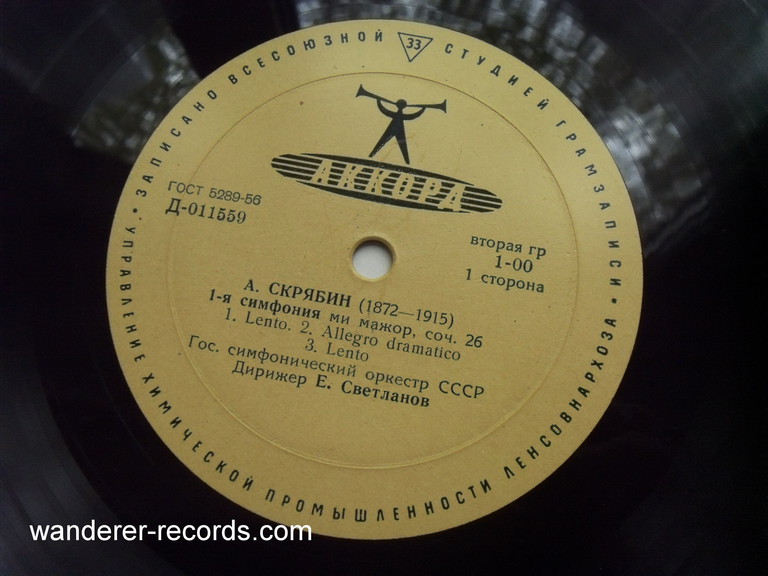 ЗАПИСАНО ВСЕСОЮЗНОЙ 33 СТУДИЕЙ ГРАМЗАПИСИ •
УПРАВЛЕНИЕ ХИМИЧЕСКОЙ ПРОМЫШЛЕННОСТИ ЛЕНСОВНАРХОЗА •
АККОРД
ГОСТ 5289-56
Д-011559
вторая гр
1-00
1 сторона
А. СКРЯБИН (1872—1915)
1-я симфония ми мажор, соч. 26
1. Lento. 2. Allegro dramatico
3. Lento
Гос. симфонический оркестр СССР
Дирижер Е. Светланов
wanderer-records.com